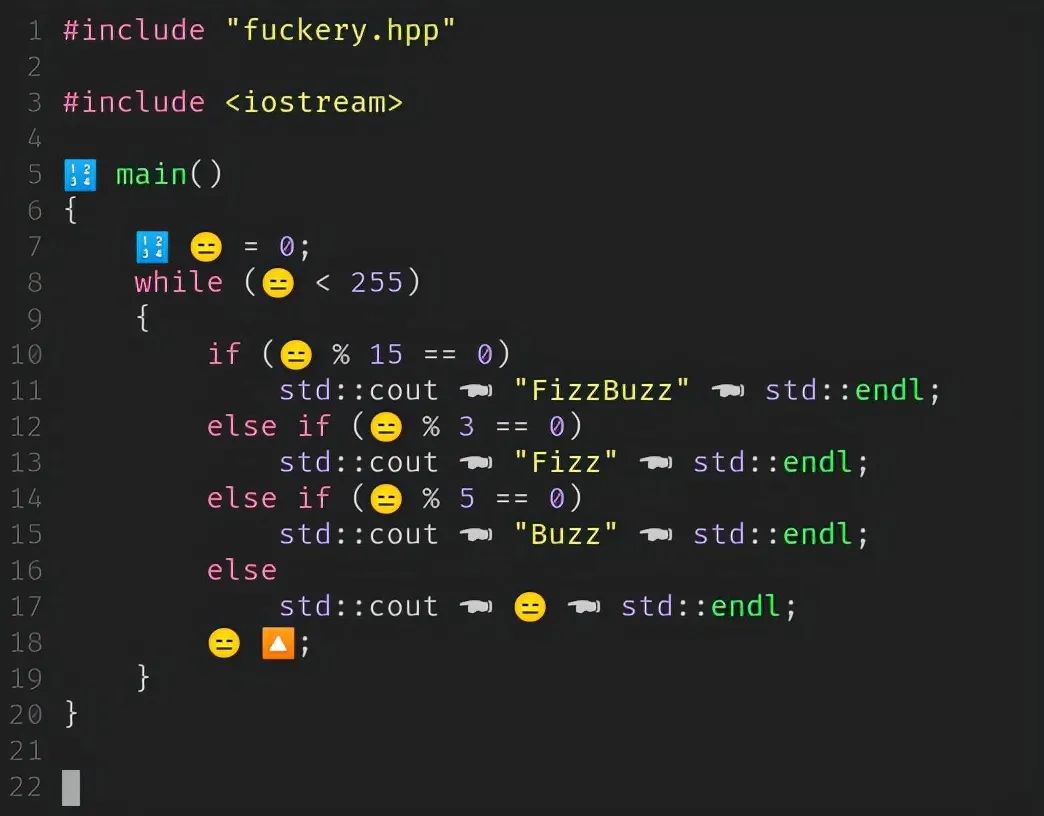 1 #include "fuckery.hpp"
2
3 #include <iostream>
4
5 🔢 main()
6 {
7 🔢 😑 = 0;
8 while (😑 < 255)
9 {
10 if (😑 % 15 == 0)
11 std::cout ☚ "FizzBuzz" ☚ std::endl;
12 else if (😑 % 3 == 0)
13 std::cout ☚ "Fizz" ☚ std::endl;
14 else if (😑 % 5 == 0)
15 std::cout ☚ "Buzz" ☚ std::endl;
16 else
17 std::cout ☚ 😑 ☚ std::endl;
18 😑 🔼;
19 }
20 }
21
22